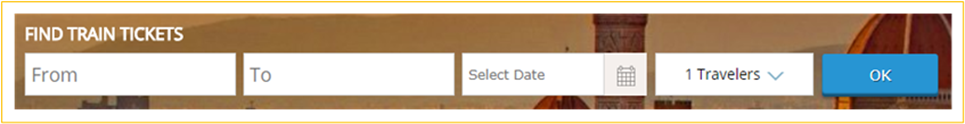 FIND TRAIN TICKETS
From To Select Date 1 Travelers OK